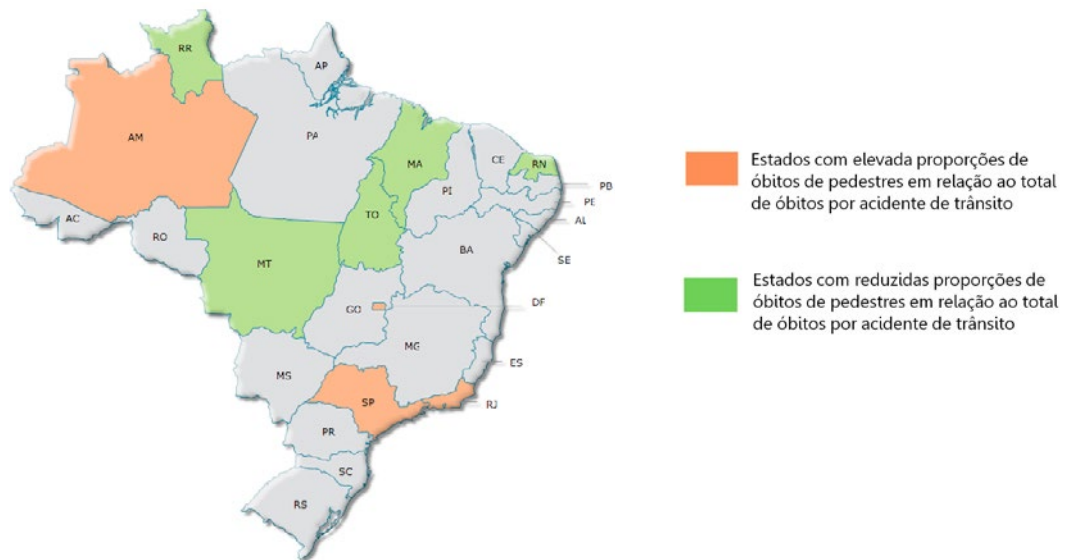 RR
AP
AM
PA
MA
CE
RN
PB
PI
PE
AC
TO
AL
RO
BA
SE
MT
DF
GO
MG
ES
MS
SP
RJ
PR
SC
RS
Estados com elevada proporções de
óbitos de pedestres em relação ao total
de óbitos por acidente de trânsito
Estados com reduzidas proporções de
óbitos de pedestres em relação ao total
de óbitos por acidente de trânsito